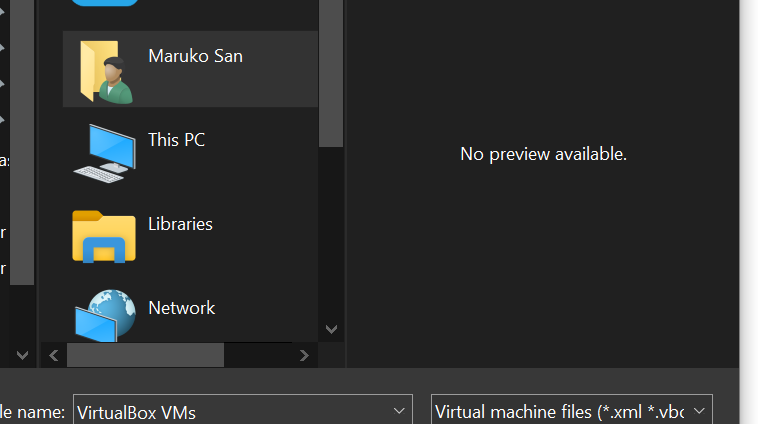 Maruko San
This PC
No preview available.
Libraries
Network
le name:
VirtualBox VMs
Virtual machine files (*.xml *.vbo